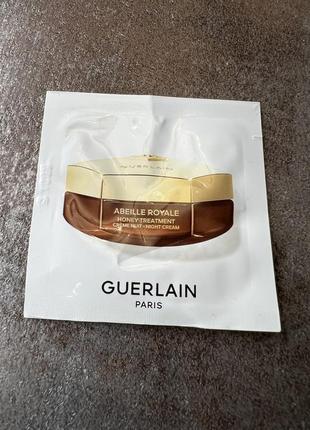 GUERLAIN
ABEILLE ROYALE
HONEY TREATMENT
CRÈME NUIT - NIGHT CREAM
GUERLAIN
PARIS